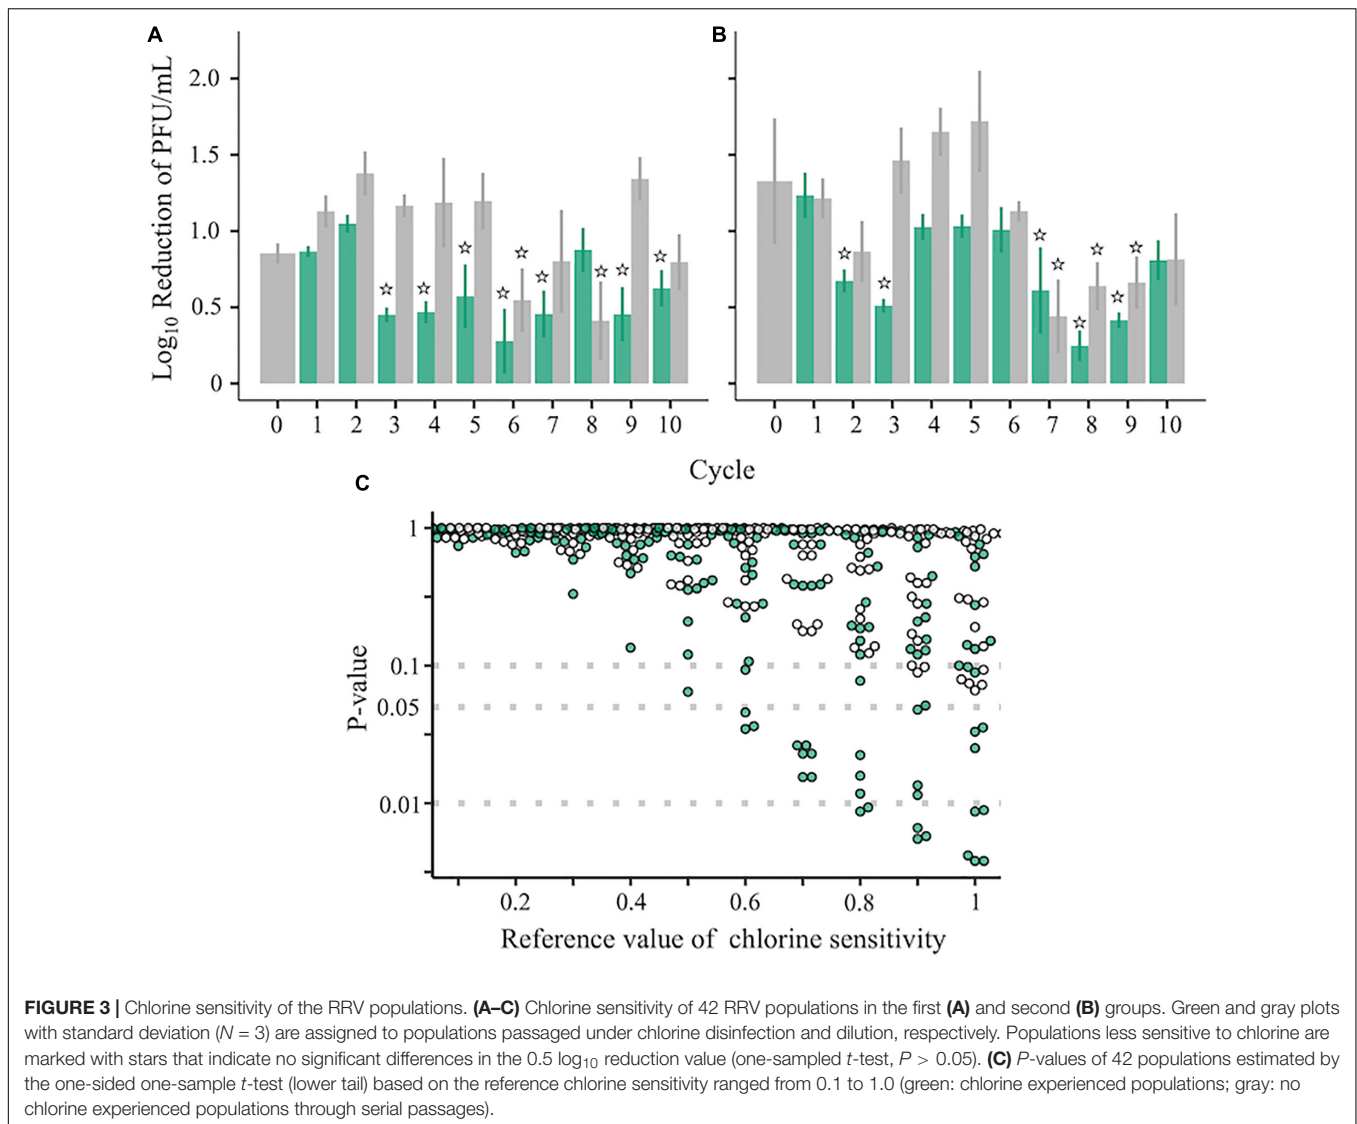 A
B
Log10 Reduction of PFU/mL
2.0
1.5
1.0
0.5
0
0 1 2 3 4 5 6 7 8 9 10
0 1 2 3 4 5 6 7 8 9 10
Cycle
C
P-value
1
0.1
0.05
0.01
0.2 0.4 0.6 0.8 1
Reference value of chlorine sensitivity
FIGURE 3 | Chlorine sensitivity of the RRV populations. (A–C) Chlorine sensitivity of 42 RRV populations in the first (A) and second (B) groups. Green and gray plots
with standard deviation (N = 3) are assigned to populations passaged under chlorine disinfection and dilution, respectively. Populations less sensitive to chlorine are
marked with stars that indicate no significant differences in the 0.5 log10 reduction value (one-sampled t-test, P > 0.05). (C) P-values of 42 populations estimated by
the one-sided one-sample t-test (lower tail) based on the reference chlorine sensitivity ranged from 0.1 to 1.0 (green: chlorine experienced populations; gray: no
chlorine experienced populations through serial passages).